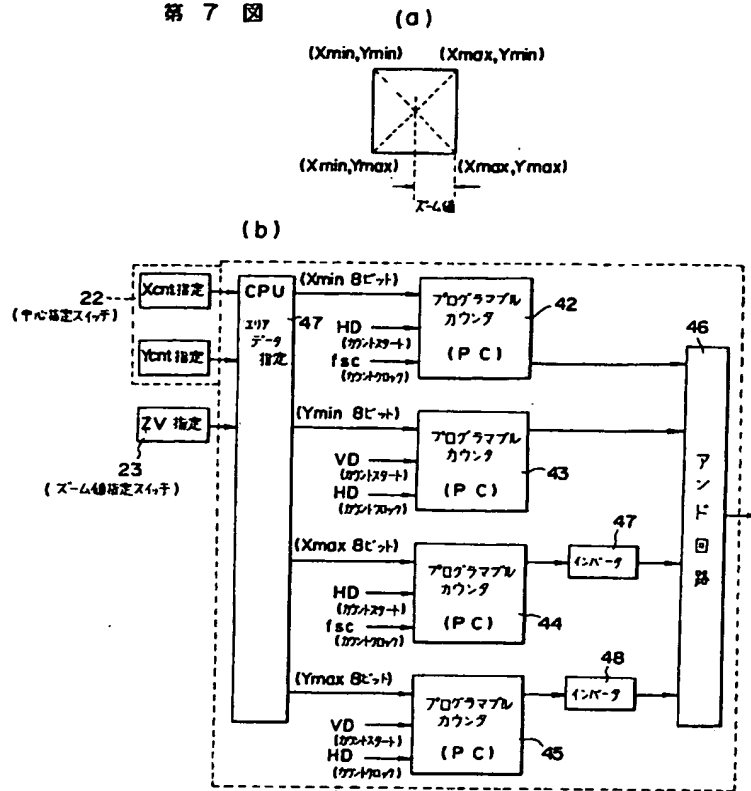 第 7 図
(a)
(Xmin,Ymin) (Xmax,Ymin)
(Xmin,Ymax) (Xmax,Ymax)
ズーム値
(b)
22
(中心指定スイッチ)
Xcnt指定
Ycnt指定
ZV 指定
23
(ズーム値指定スイッチ)
CPU
エリア
データ
指定
47
(Xmin 8ビット)
HD
(カウントスタート)
fsc
(カウントクロック)
プログラマブル
カウンタ
(PC)
42
(Ymin 8ビット)
VD
(カウントスタート)
HD
(カウントクロック)
プログラマブル
カウンタ
(PC)
43
(Xmax 8ビット)
HD
(カウントスタート)
fsc
(カウントクロック)
プログラマブル
カウンタ
(PC)
44
47
インバータ
(Ymax 8ビット)
VD
(カウントスタート)
HD
(カウントクロック)
プログラマブル
カウンタ
(PC)
45
48
インバータ
46
アンド回路